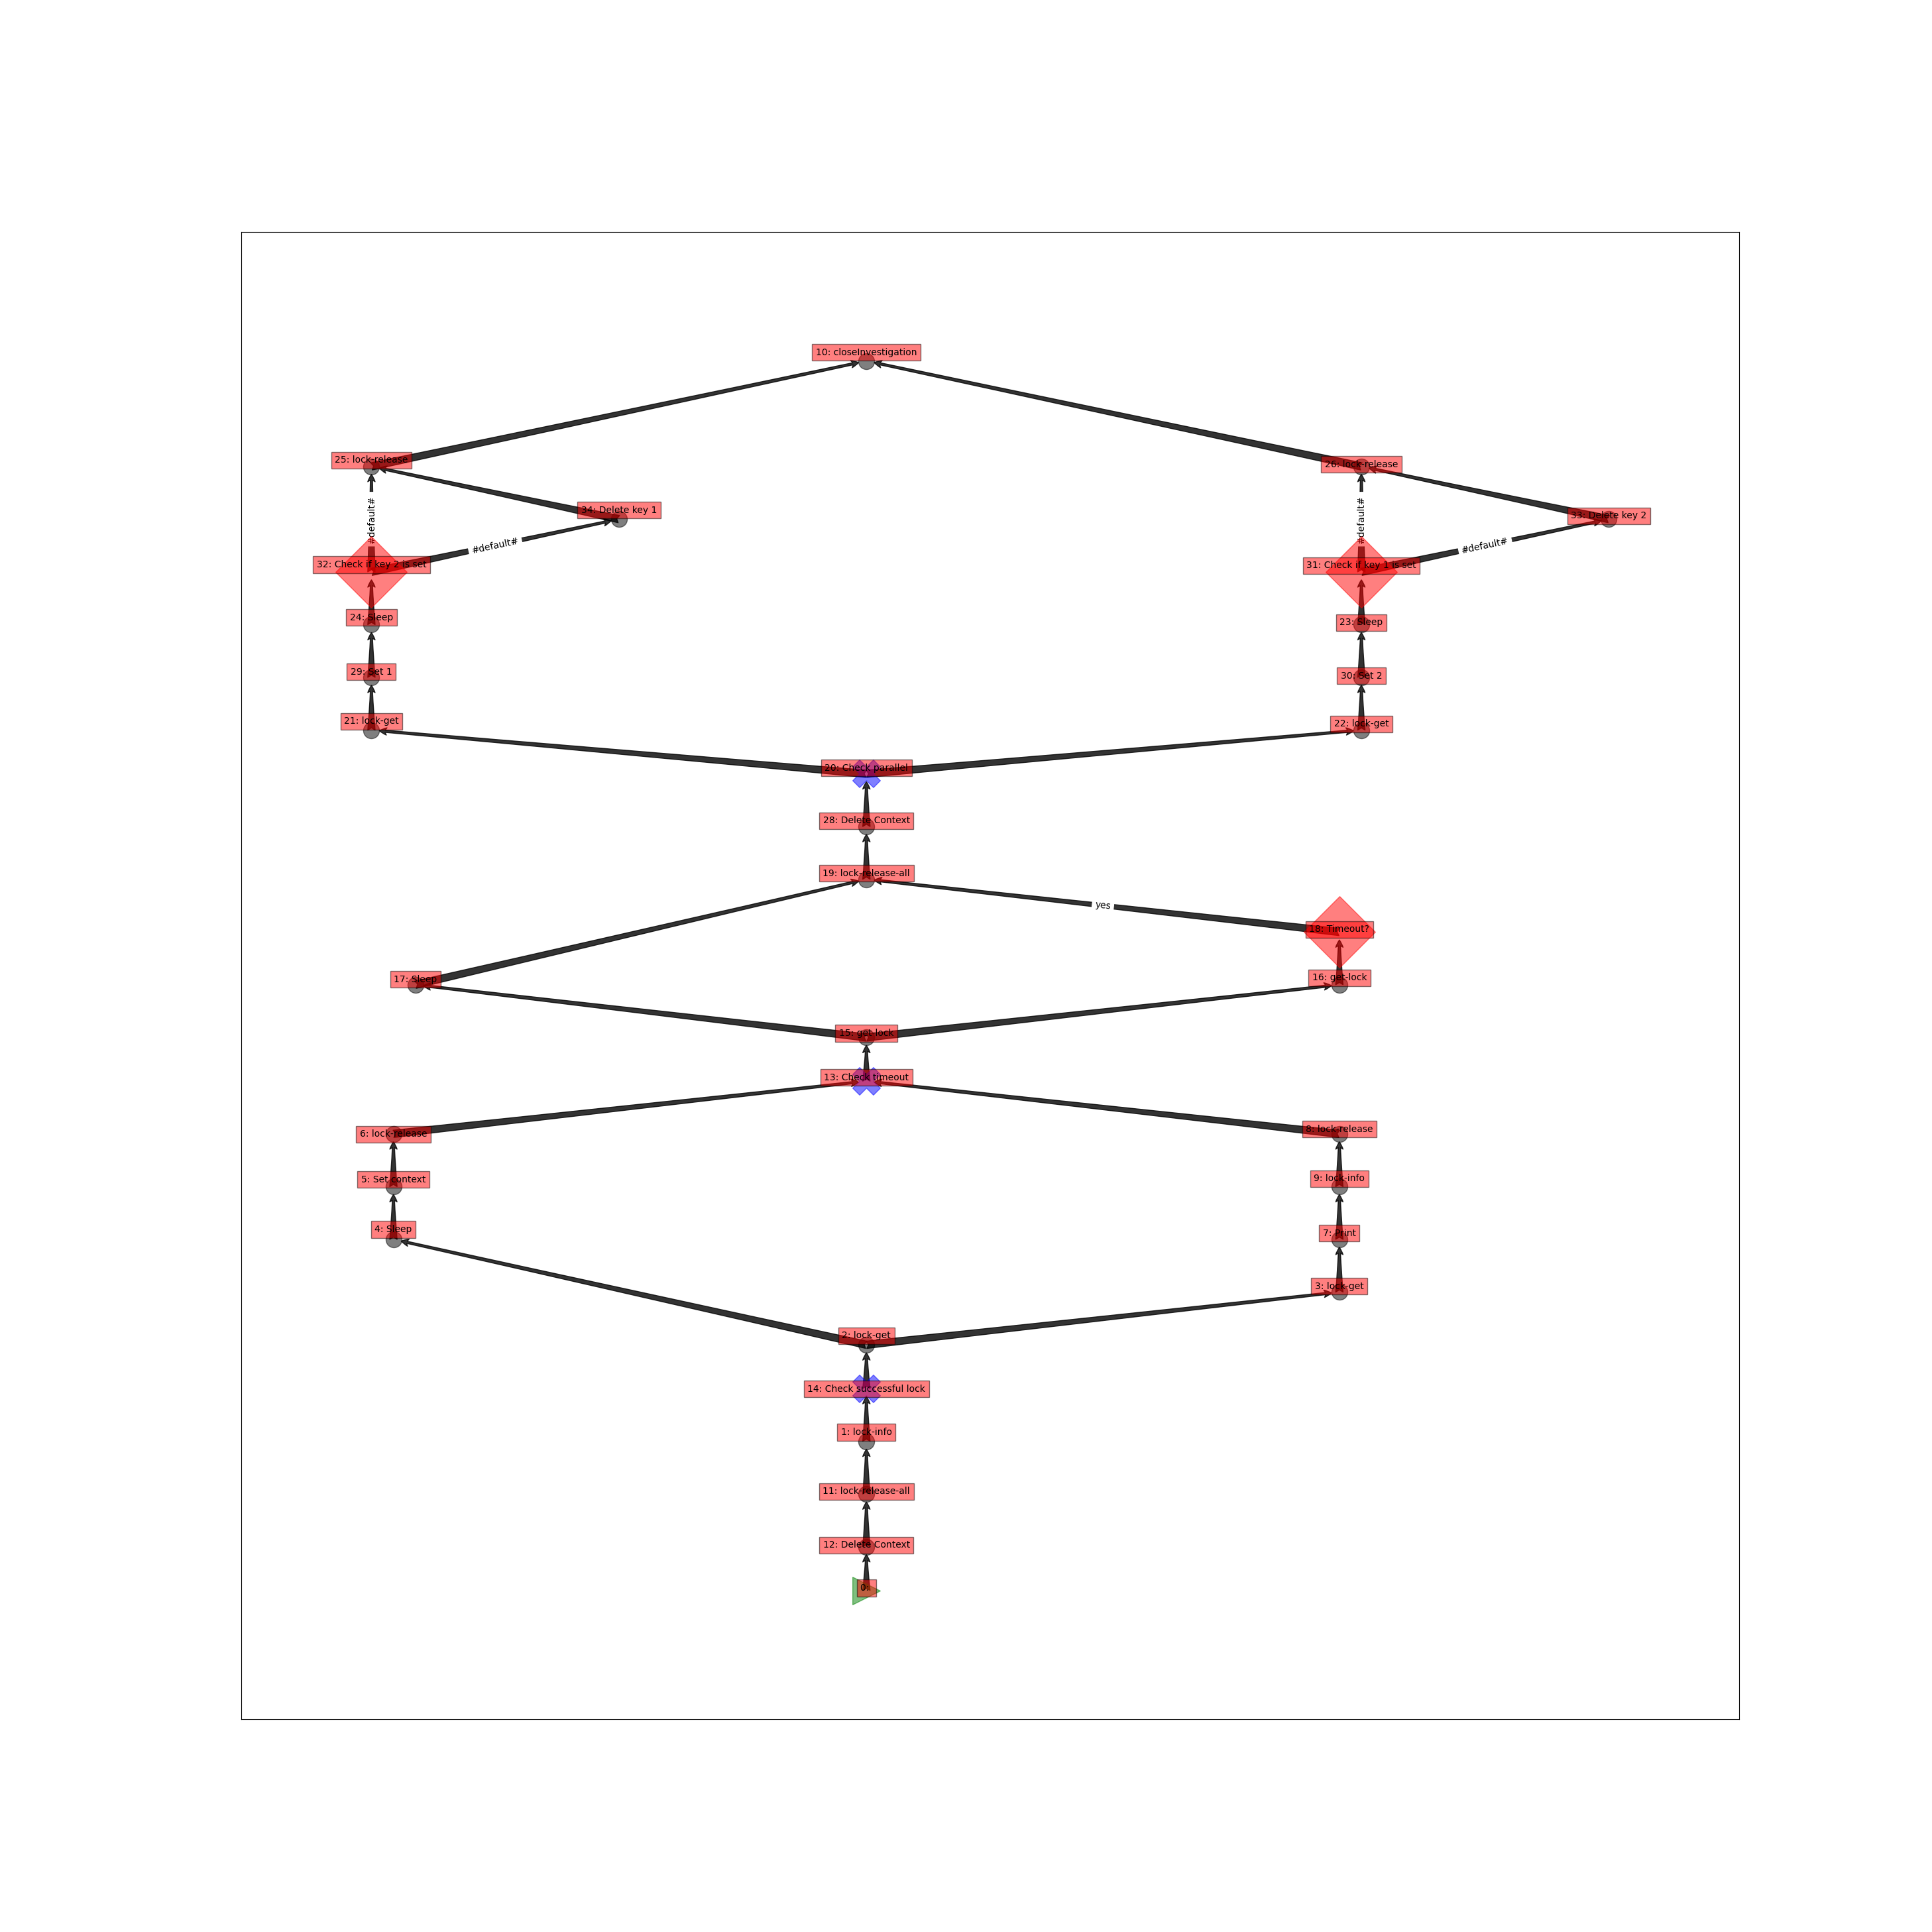 10: closeInvestigation
25: lock-release
26: lock-release
34: Delete key 1
33: Delete key 2
#default#
#default#
#default#
#default#
32: Check if key 2 is set
31: Check if key 1 is set
24: Sleep
23: Sleep
29: Set 1
30: Set 2
21: lock-get
22: lock-get
20: Check parallel
28: Delete Context
19: lock-release-all
yes
18: Timeout?
17: Sleep
16: get-lock
15: get-lock
13: Check timeout
6: lock-release
8: lock-release
5: Set context
9: lock-info
4: Sleep
7: Print
3: lock-get
2: lock-get
14: Check successful lock
1: lock-info
11: lock-release-all
12: Delete Context
0: